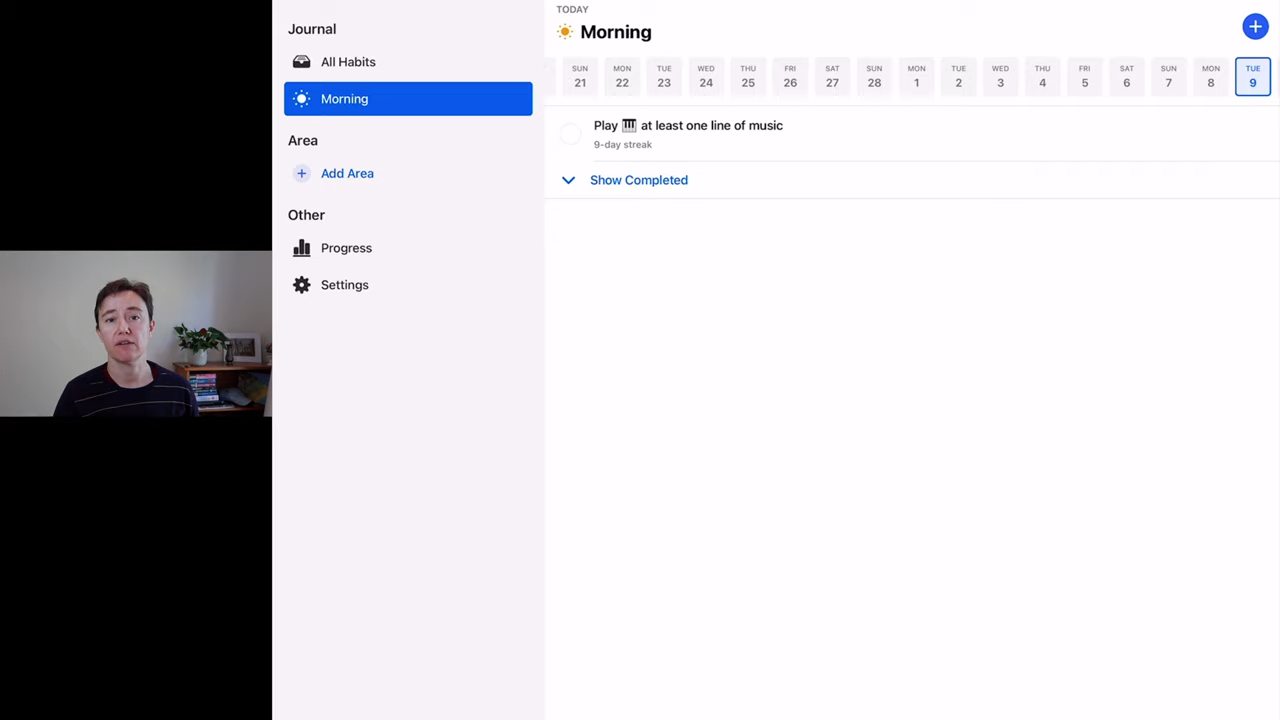 Journal
All Habits
Morning
Area
Add Area
Other
Progress
Settings
TODAY
Morning
SUN MON TUE WED THU FRI SAT SUN MON TUE WED THU FRI SAT SUN MON TUE
21 22 23 24 25 26 27 28 1 2 3 4 5 6 7 8 9
Play 🎹 at least one line of music
9-day streak
Show Completed